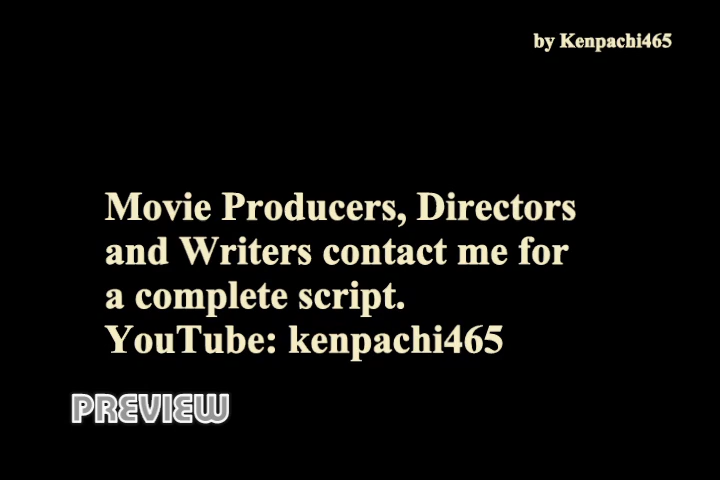 by Kenpachi465
Movie Producers, Directors
and Writers contact me for
a complete script.
YouTube: kenpachi465
PREVIEW